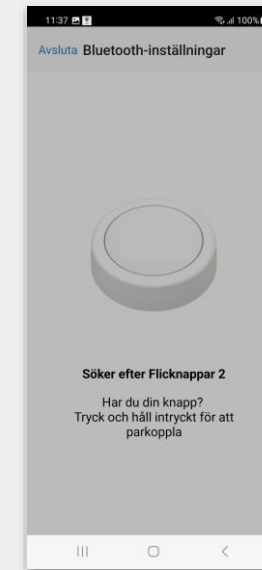 11:37 100%
Avsluta Bluetooth-inställningar
Söker efter Flicknappar 2
Har du din knapp?
Tryck och håll intryckt för att
parkoppla